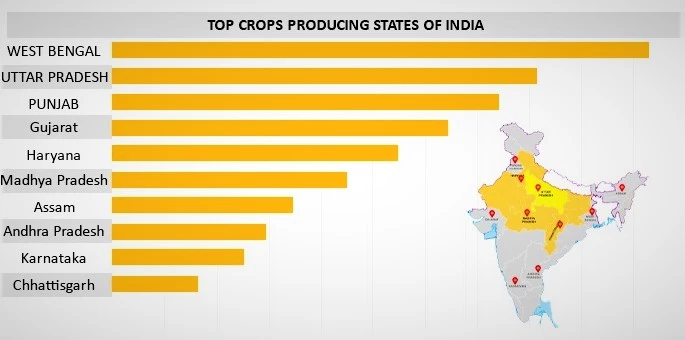 TOP CROPS PRODUCING STATES OF INDIA
WEST BENGAL
UTTAR PRADESH
PUNJAB
Gujarat
Haryana
Madhya Pradesh
Assam
Andhra Pradesh
Karnataka
Chhattisgarh